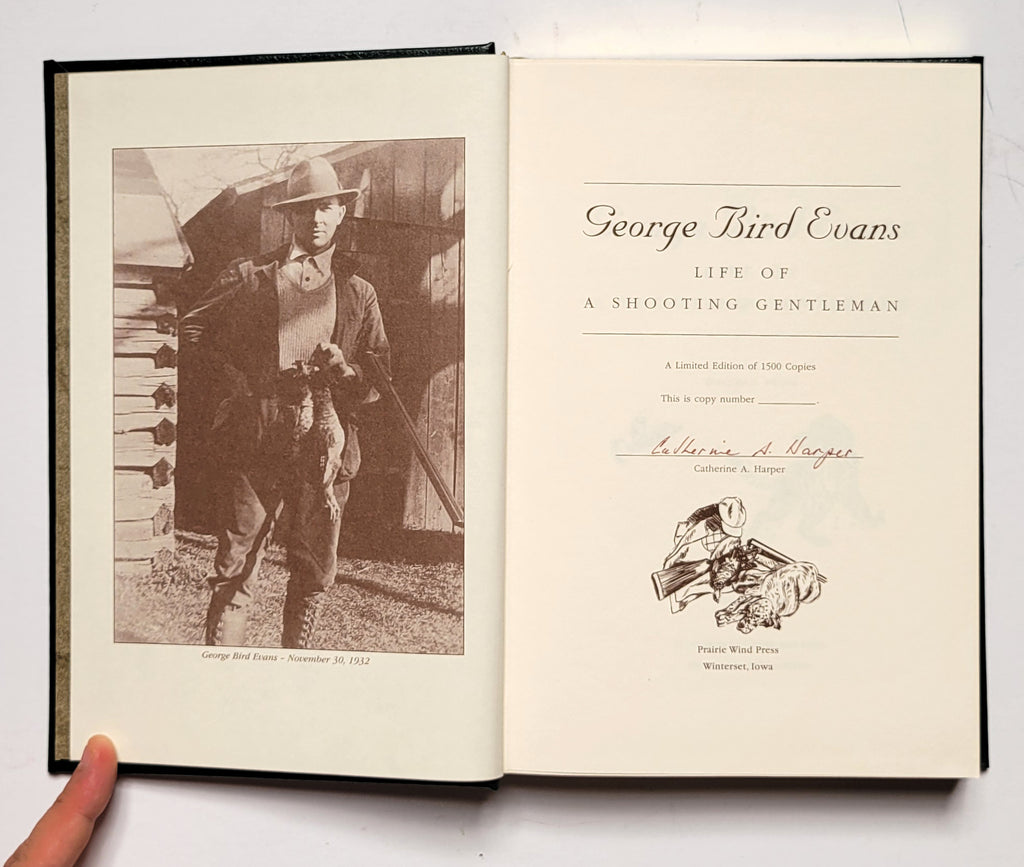 George Bird Evans - November 30, 1932
George Bird Evans
LIFE OF
A SHOOTING GENTLEMAN
A Limited Edition of 1500 Copies
This is copy number __________.
Catherine A. Harper
Catherine A. Harper
Prairie Wind Press
Winterset, Iowa